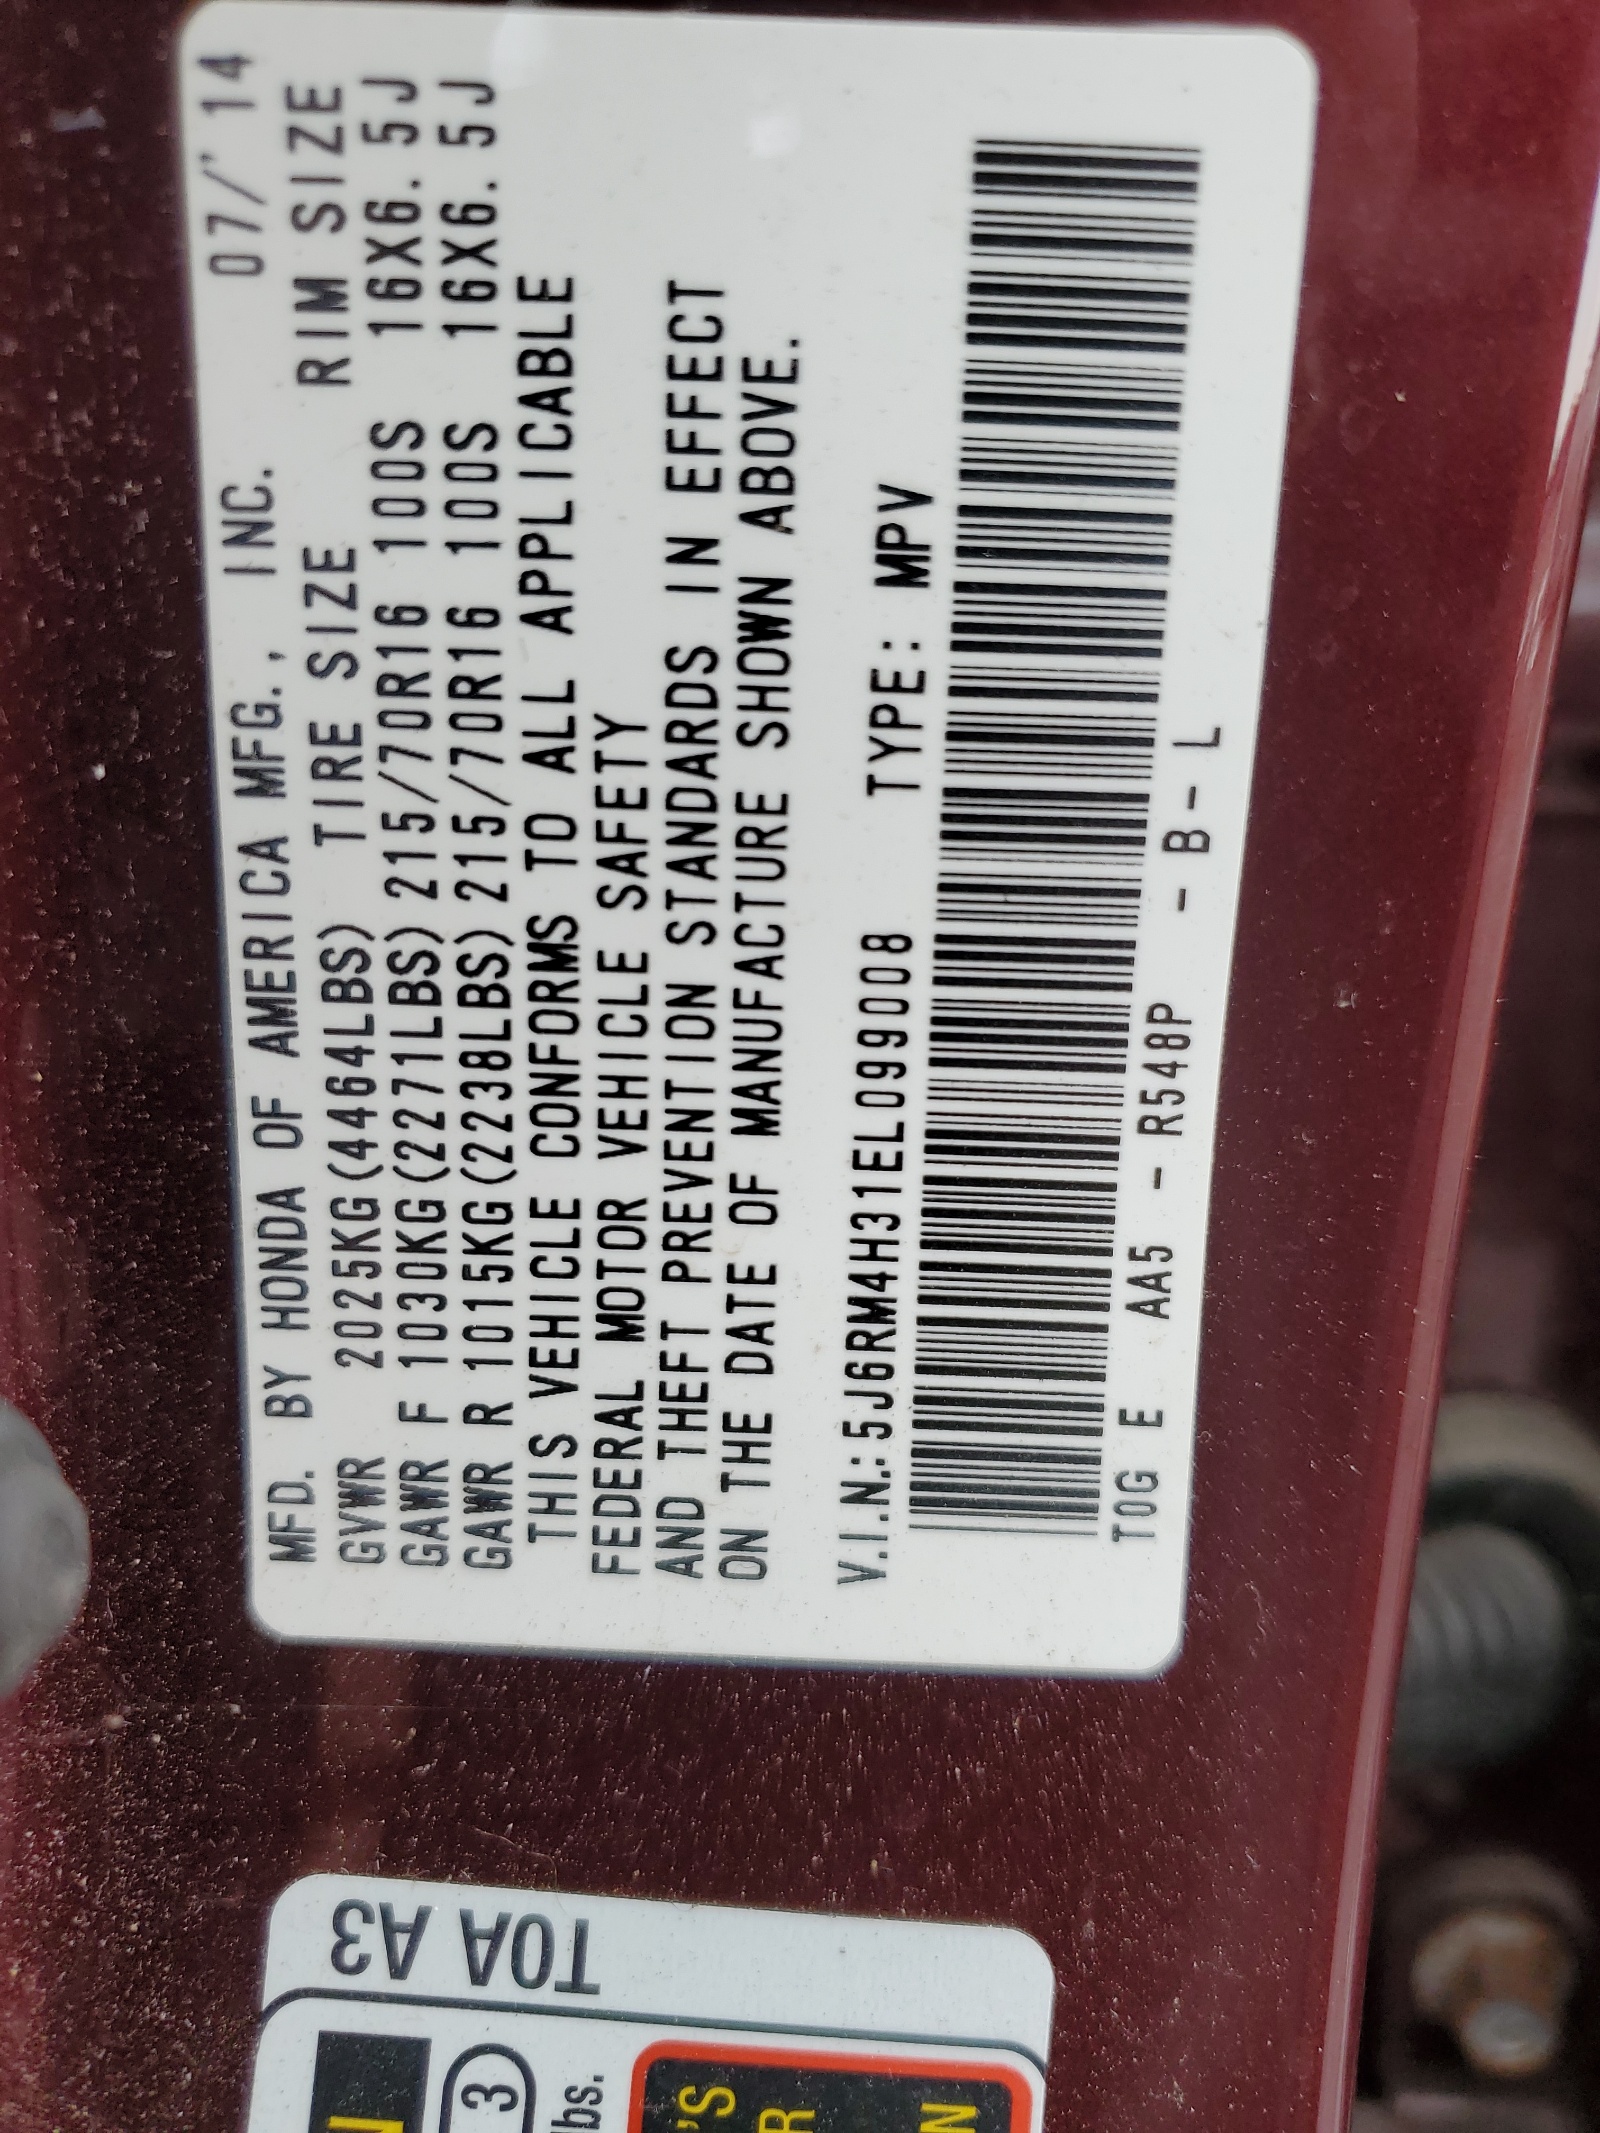 MFD. BY HONDA OF AMERICA MFG., INC. 07/'14
GVWR 2025KG(4464LBS) TIRE SIZE RIM SIZE
GAWR F 1030KG(2271LBS) 215/70R16 100S 16X6.5J
GAWR R 1015KG(2238LBS) 215/70R16 100S 16X6.5J
THIS VEHICLE CONFORMS TO ALL APPLICABLE
FEDERAL MOTOR VEHICLE SAFETY
AND THEFT PREVENTION STANDARDS IN EFFECT
ON THE DATE OF MANUFACTURE SHOWN ABOVE.
V.I.N.: 5J6RM4H31EL099008 TYPE: MPV
T0G E AA5 - R548P - B - L
T0A A3
3
lbs.
'S
R
N